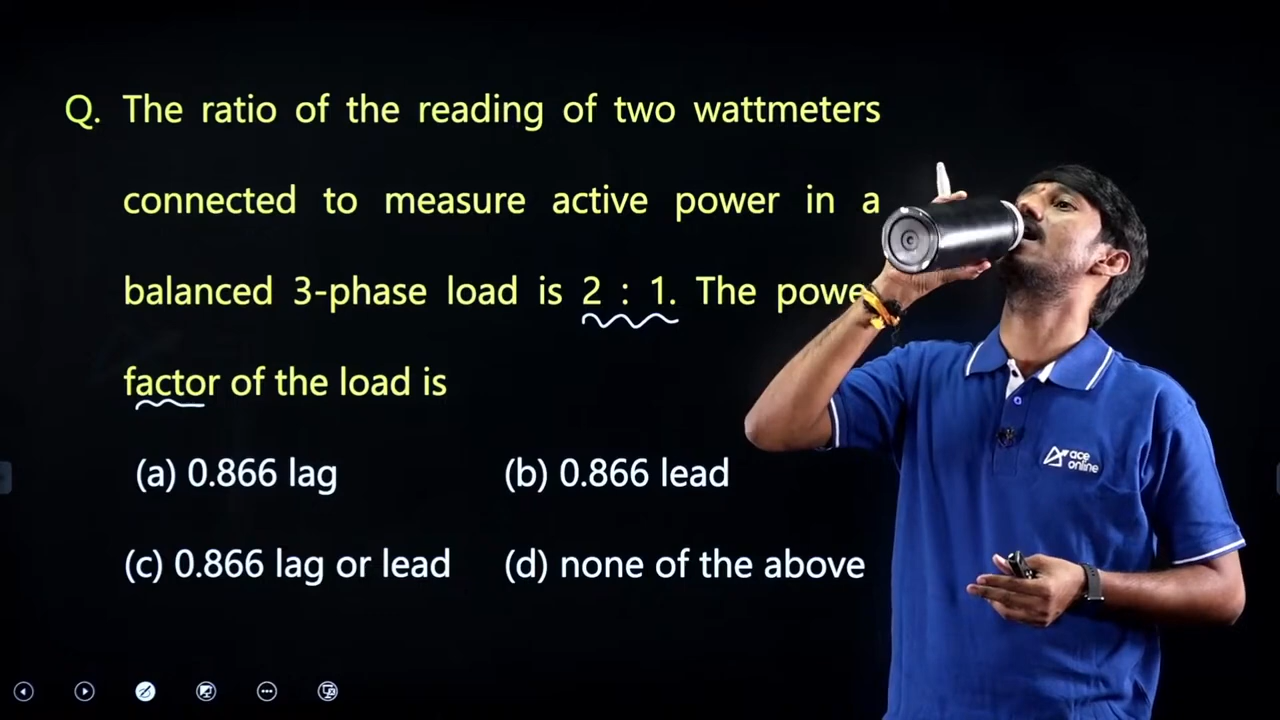 Q. The ratio of the reading of two wattmeters
connected to measure active power in a
balanced 3-phase load is 2 : 1. The powe
factor of the load is
(a) 0.866 lag (b) 0.866 lead
(c) 0.866 lag or lead (d) none of the above
ace
online